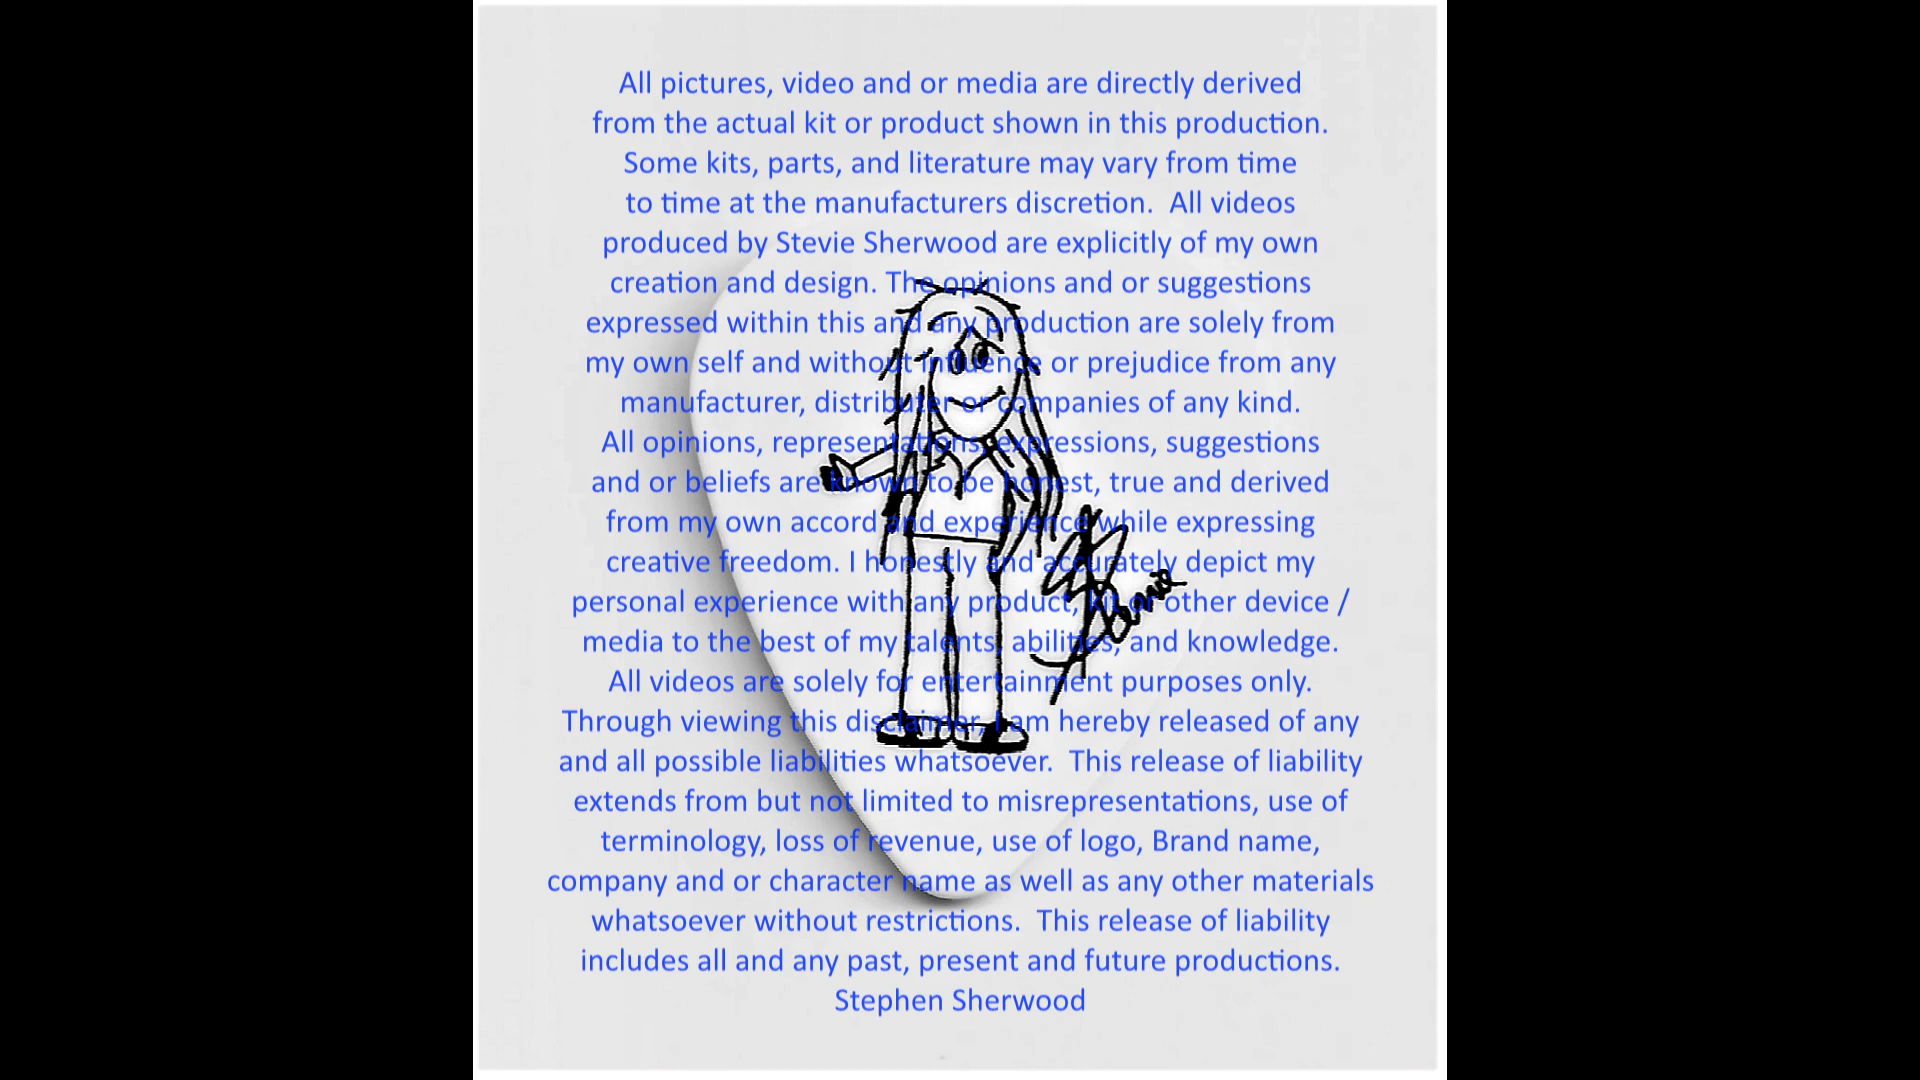 All pictures, video and or media are directly derived
from the actual kit or product shown in this production.
Some kits, parts, and literature may vary from time
to time at the manufacturers discretion.  All videos
produced by Stevie Sherwood are explicitly of my own
creation and design. The opinions and or suggestions
expressed within this and any production are solely from
my own self and without influence or prejudice from any
manufacturer, distributer or companies of any kind.
All opinions, representations, expressions, suggestions
and or beliefs are known to be honest, true and derived
from my own accord and experience while expressing
creative freedom. I honestly and accurately depict my
personal experience with any product, kit or other device /
media to the best of my talents, abilities, and knowledge.
All videos are solely for entertainment purposes only.
Through viewing this disclaimer, I am hereby released of any
and all possible liabilities whatsoever.  This release of liability
extends from but not limited to misrepresentations, use of
terminology, loss of revenue, use of logo, Brand name,
company and or character name as well as any other materials
whatsoever without restrictions.  This release of liability
includes all and any past, present and future productions.
Stephen Sherwood